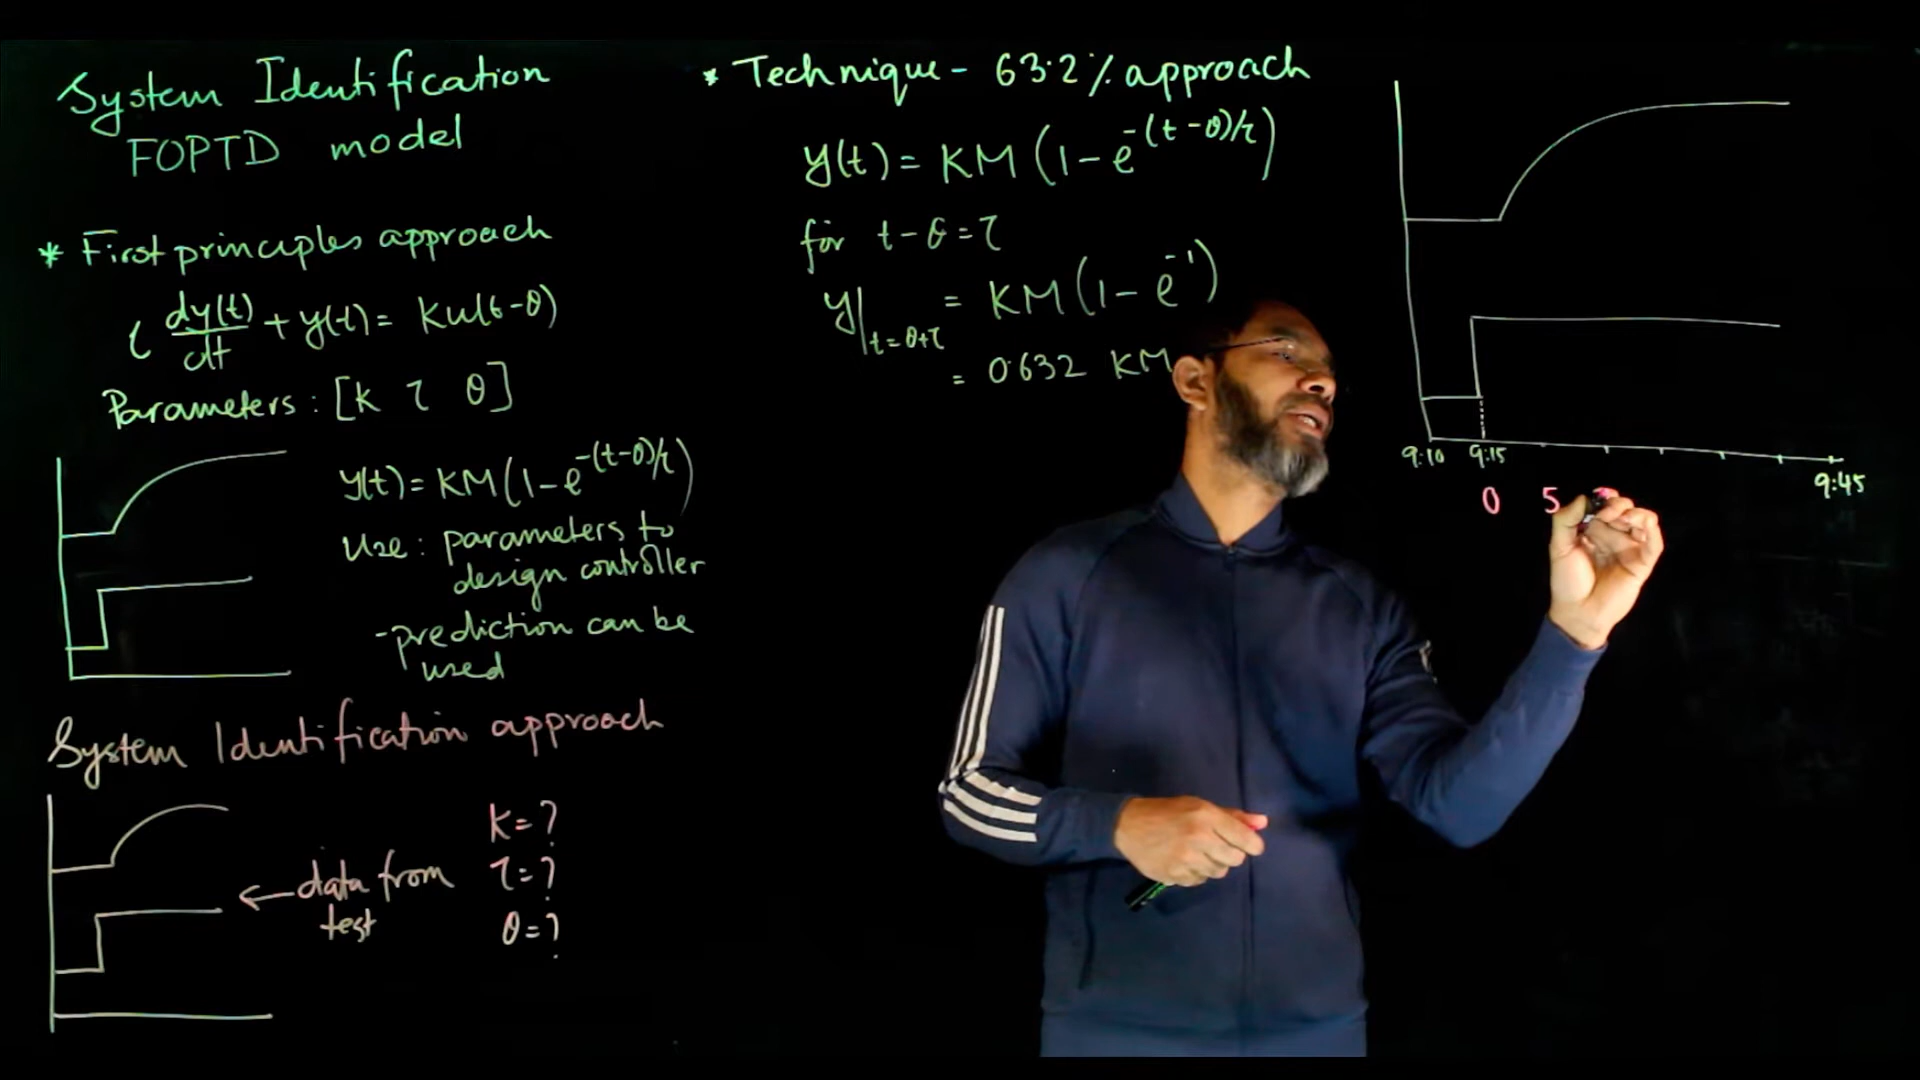 System Identification
FOPTD model
* First principles approach
τ dy(t)/dt + y(t) = Ku(t-θ)
Parameters: [K τ θ]
y(t) = KM(1-e^-(t-θ)/τ)
Use: parameters to
design controller
-prediction can be
used
System Identification approach
K=?
← data from
test
τ=?
θ=?
* Technique - 63.2% approach
y(t) = KM(1-e^-(t-θ)/τ)
for t-θ=τ
y|t=θ+τ = KM(1-e^-1)
= 0.632 KM
9:10 9:15
9:45
0 5